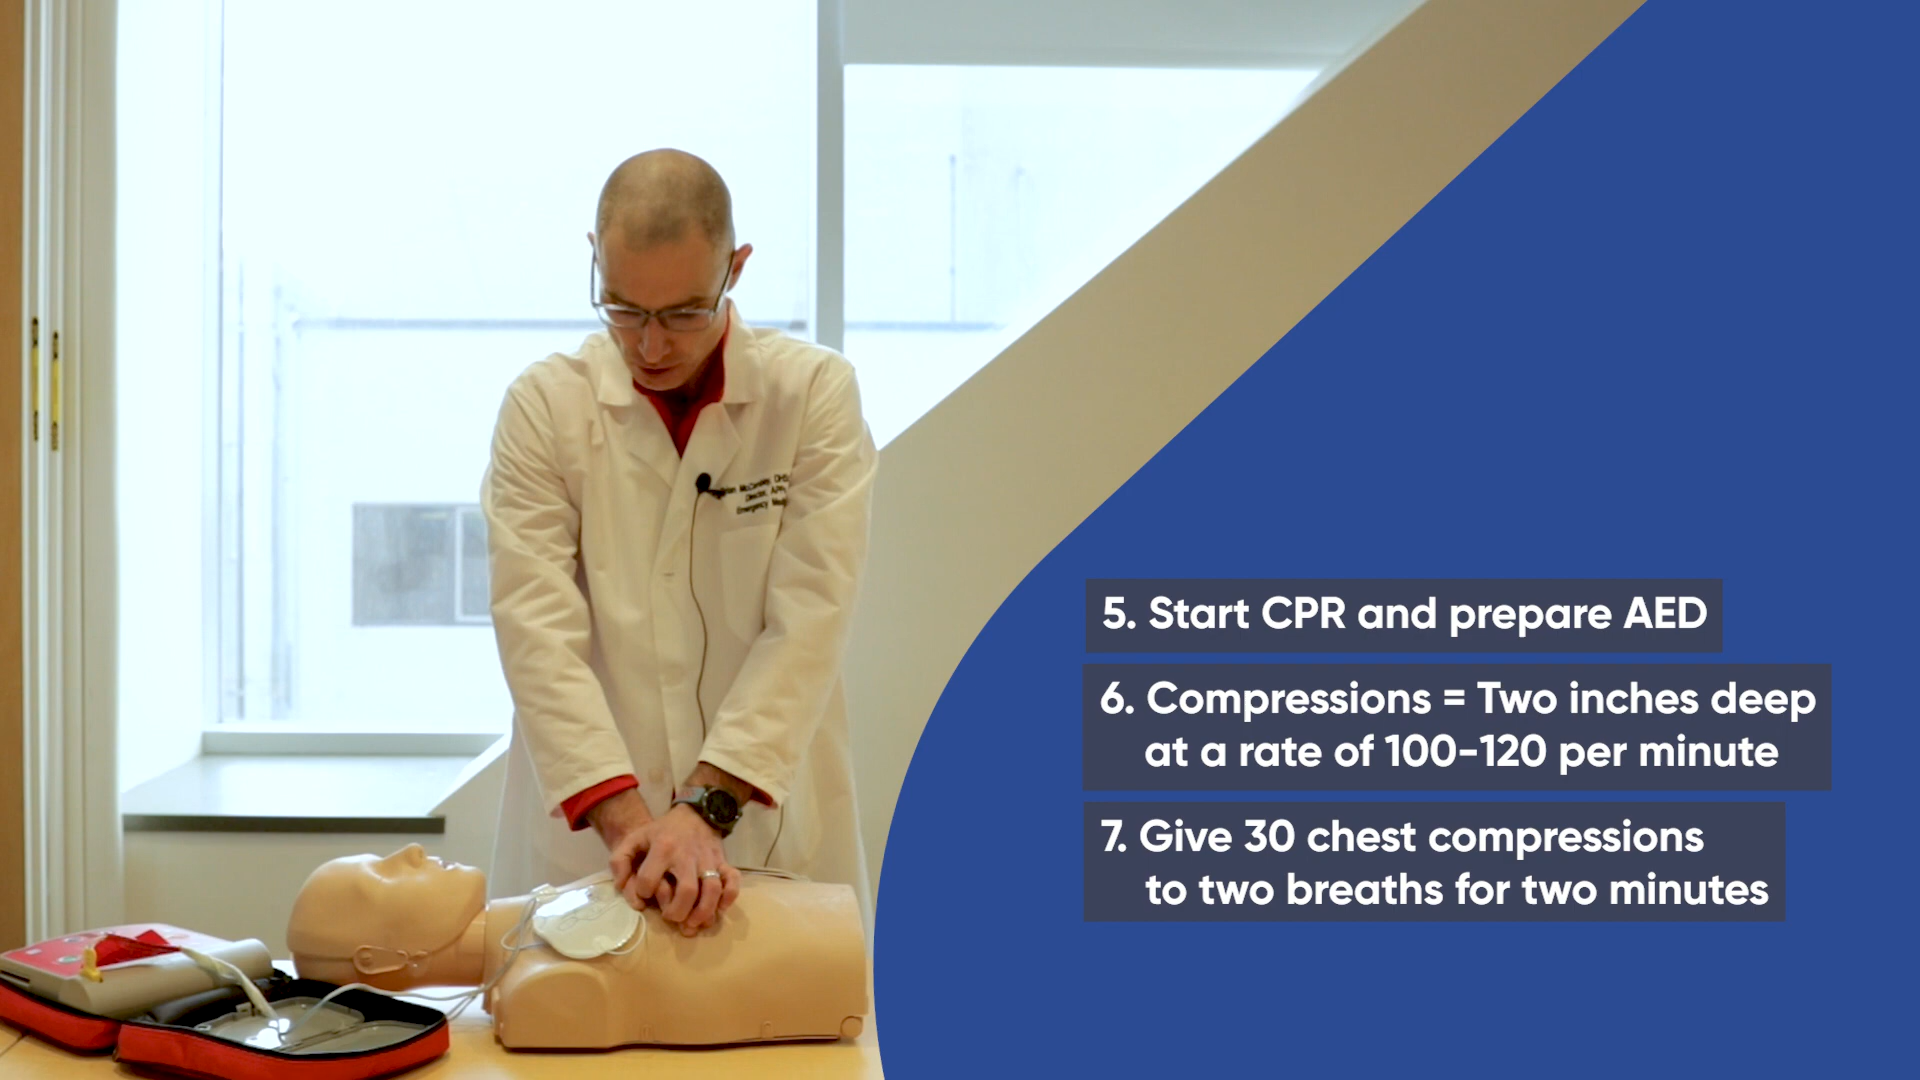 5. Start CPR and prepare AED
6. Compressions = Two inches deep
at a rate of 100-120 per minute
7. Give 30 chest compressions
to two breaths for two minutes
Emergency